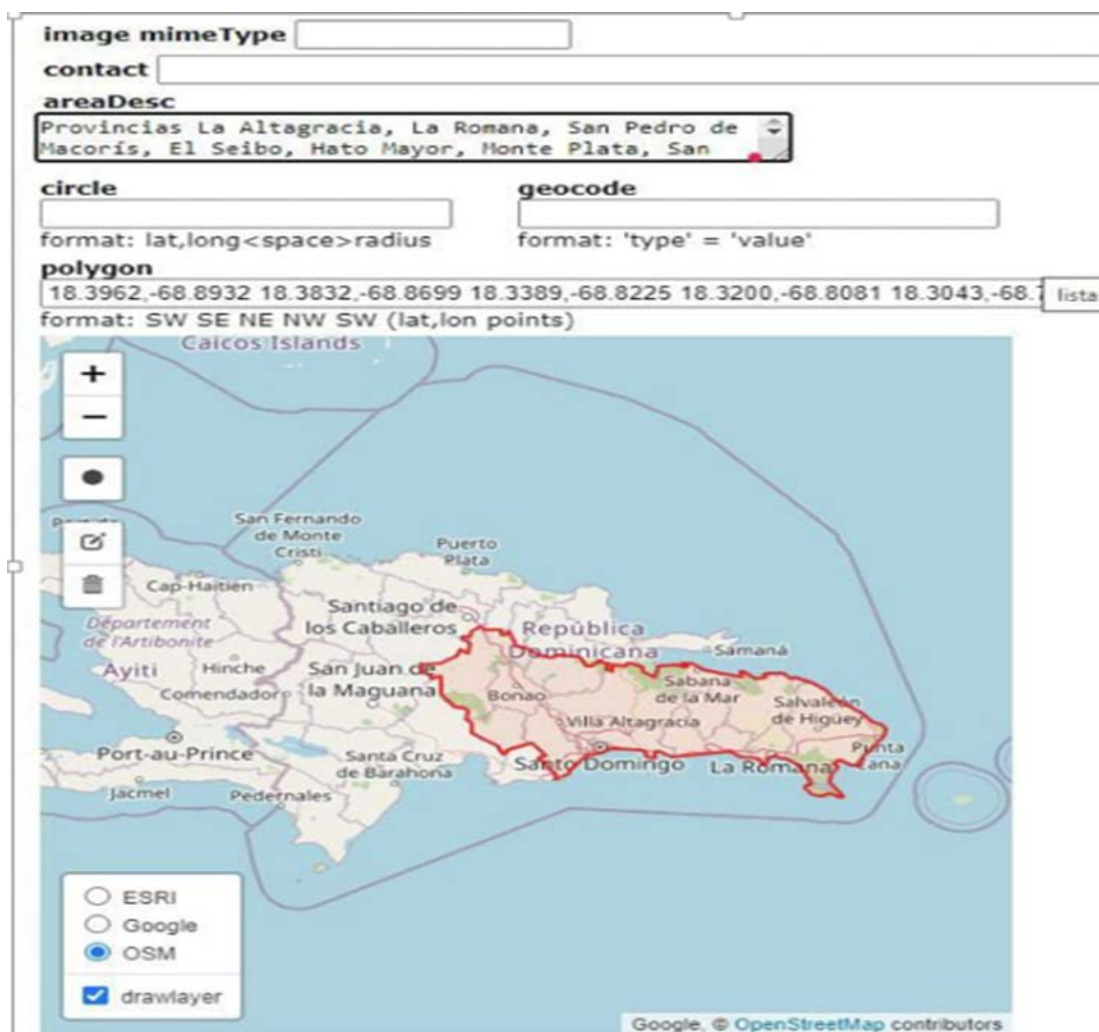 image mimeType
contact
areaDesc
Provincias La Altagracia, La Romana, San Pedro de
Macorís, El Seibo, Hato Mayor, Monte Plata, San
circle
geocode
format: lat,long<space>radius
format: 'type' = 'value'
polygon
18.3962,-68.8932 18.3832,-68.8699 18.3389,-68.8225 18.3200,-68.8081 18.3043,-68.
lista
format: SW SE NE NW SW (lat,lon points)
Caicos Islands
+
−
San Fernando
de Monte
Cristi
Puerto
Plata
Cap-Haïtien
Santiago de
los Caballeros
Département
de l'Artibonite
República
Dominicana
Samaná
Ayiti
Hinche
San Juan de
la Maguana
Comendador
Bonao
Sabana
de la Mar
Salvaleón
de Higüey
Villa Altagracia
Port-au-Prince
Santa Cruz
de Barahona
Santo Domingo
La Romana
Punta
Cana
Jacmel
Pedernales
ESRI
Google
OSM
drawlayer
Google, © OpenStreetMap contributors